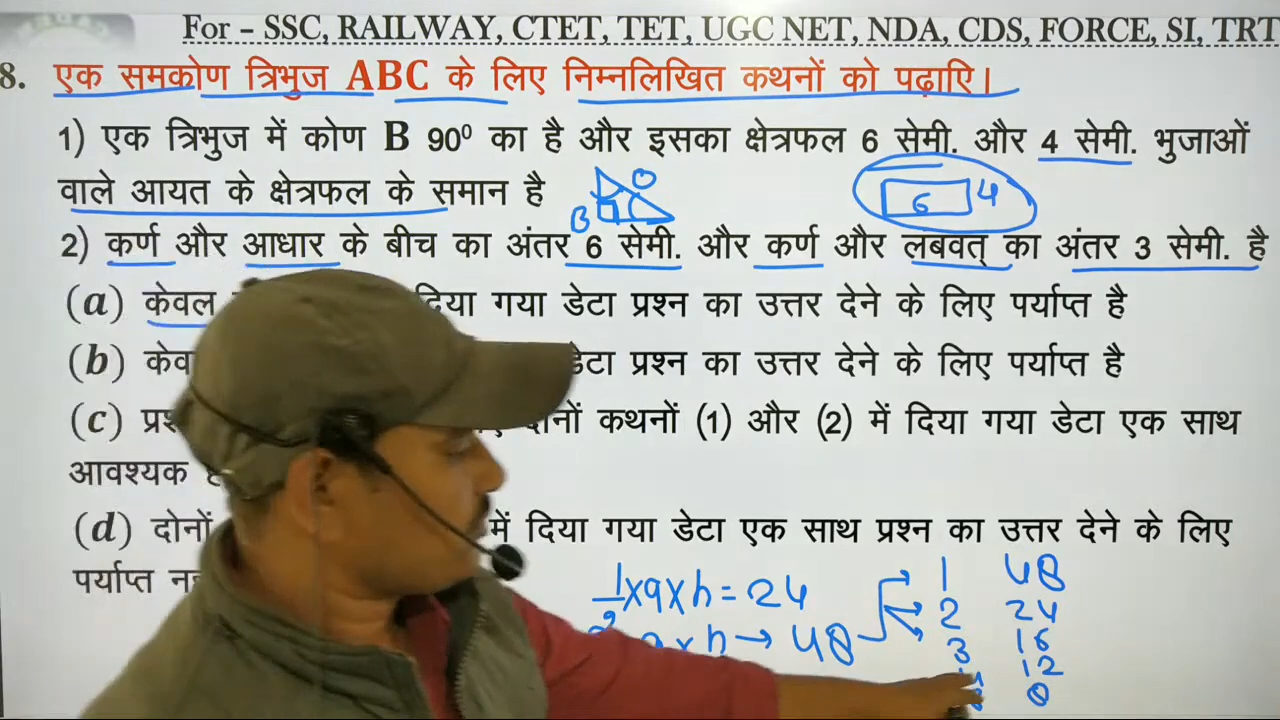 For – SSC, RAILWAY, CTET, TET, UGC NET, NDA, CDS, FORCE, SI, TRT
8. एक समकोण त्रिभुज ABC के लिए निम्नलिखित कथनों को पढ़ाएि।
1) एक त्रिभुज में कोण B 90⁰ का है और इसका क्षेत्रफल 6 सेमी. और 4 सेमी. भुजाओं
वाले आयत के क्षेत्रफल के समान है
B
6 4
2) कर्ण और आधार के बीच का अंतर 6 सेमी. और कर्ण और लंबवत् का अंतर 3 सेमी. है
(a) केवल दिया गया डेटा प्रश्न का उत्तर देने के लिए पर्याप्त है
(b) डेटा प्रश्न का उत्तर देने के लिए पर्याप्त है
(c) दोनों कथनों (1) और (2) में दिया गया डेटा एक साथ
आवश्यक
(d) दोनों में दिया गया डेटा एक साथ प्रश्न का उत्तर देने के लिए
पर्याप्त
1/2 × a × h = 24
× h → 48
1 48
2 24
3 16
12